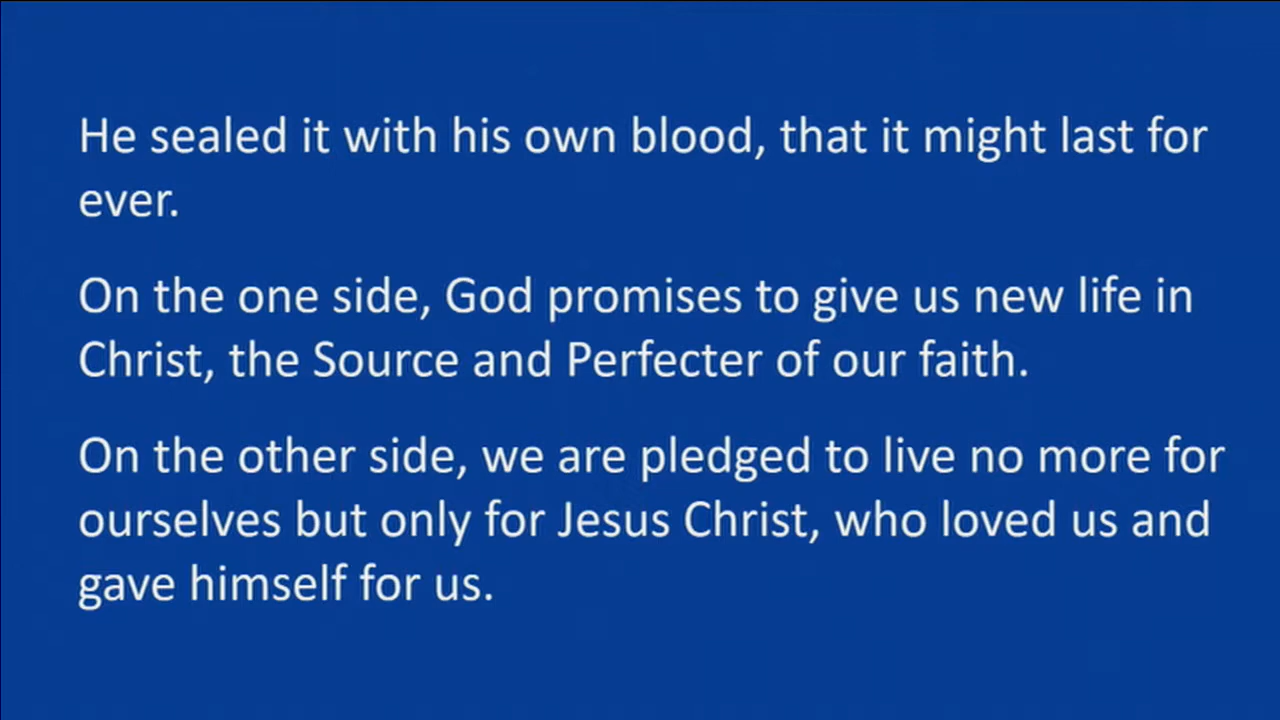 He sealed it with his own blood, that it might last for
ever.
On the one side, God promises to give us new life in
Christ, the Source and Perfecter of our faith.
On the other side, we are pledged to live no more for
ourselves but only for Jesus Christ, who loved us and
gave himself for us.